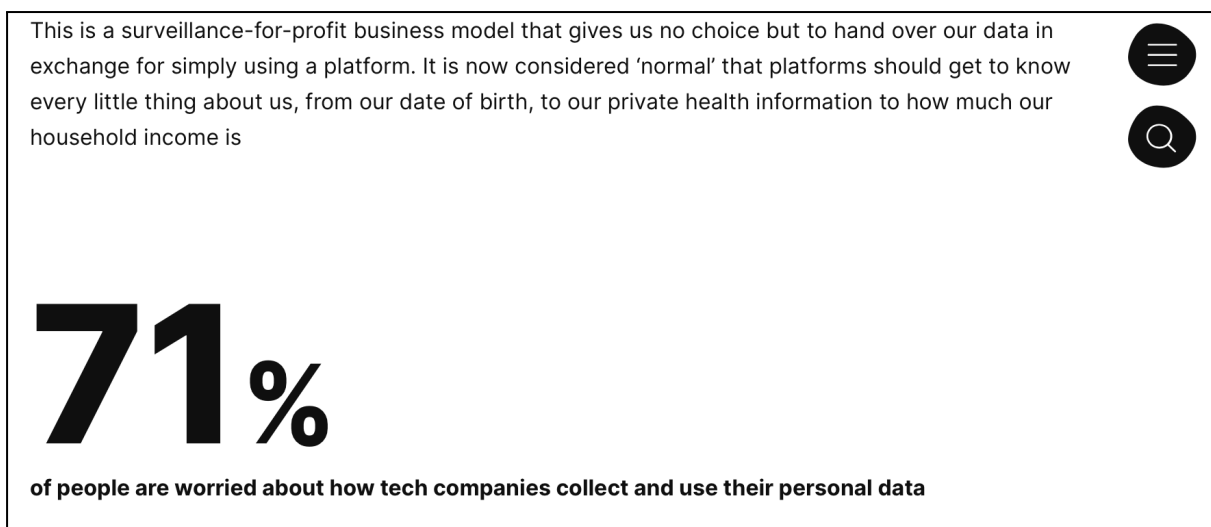 This is a surveillance-for-profit business model that gives us no choice but to hand over our data in
exchange for simply using a platform. It is now considered ‘normal’ that platforms should get to know
every little thing about us, from our date of birth, to our private health information to how much our
household income is
71%
of people are worried about how tech companies collect and use their personal data